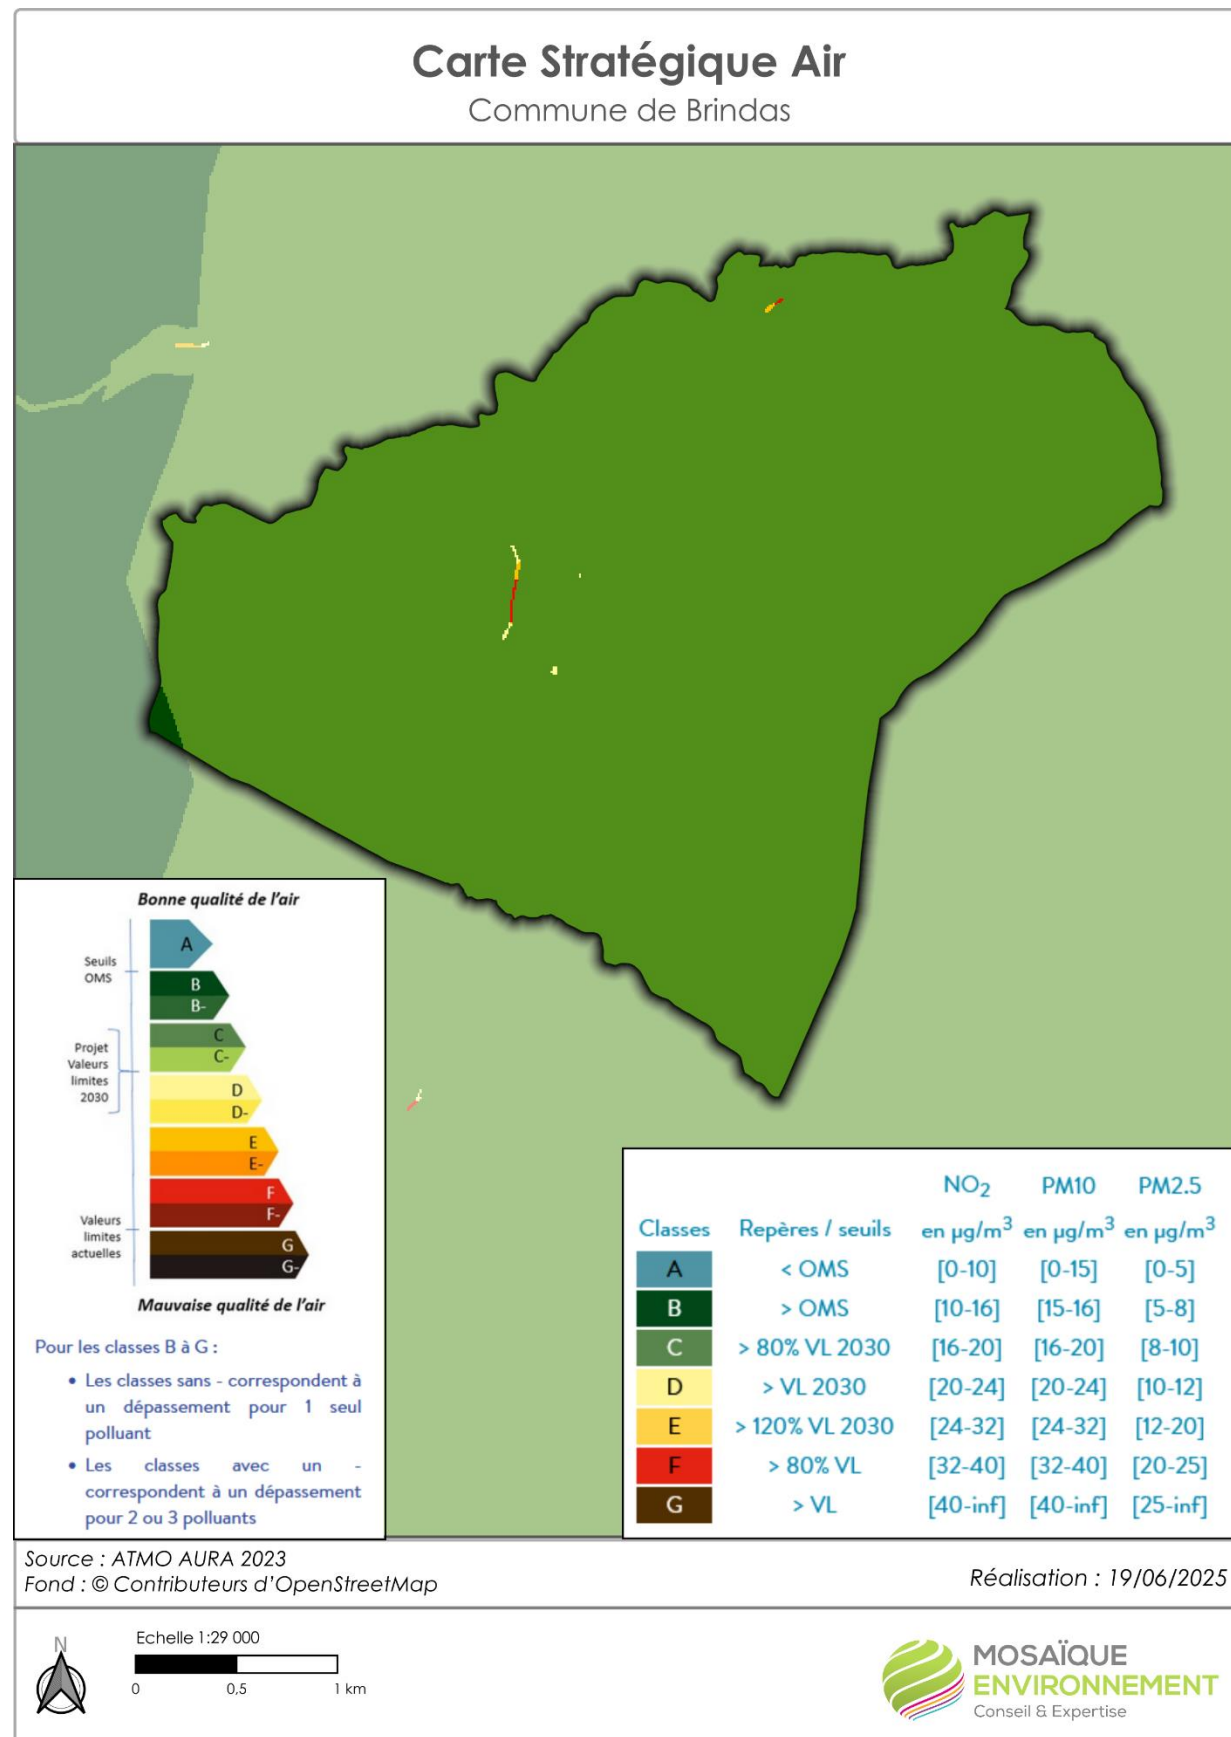 Carte Stratégique Air
Commune de Brindas
Bonne qualité de l'air
Seuils
OMS
Projet
Valeurs
limites
2030
Valeurs
limites
actuelles
A
B
B-
C
C-
D
D-
E
E-
F
F-
G
G-
Mauvaise qualité de l'air
Pour les classes B à G :
• Les classes sans - correspondent à
un dépassement pour 1 seul
polluant
• Les classes avec un -
correspondent à un dépassement
pour 2 ou 3 polluants
NO2 PM10 PM2.5
Classes Repères / seuils en µg/m³ en µg/m³ en µg/m³
A < OMS [0-10] [0-15] [0-5]
B > OMS [10-16] [15-16] [5-8]
C > 80% VL 2030 [16-20] [16-20] [8-10]
D > VL 2030 [20-24] [20-24] [10-12]
E > 120% VL 2030 [24-32] [24-32] [12-20]
F > 80% VL [32-40] [32-40] [20-25]
G > VL [40-inf] [40-inf] [25-inf]
Source : ATMO AURA 2023
Fond : © Contributeurs d'OpenStreetMap
Réalisation : 19/06/2025
N
Echelle 1:29 000
0 0,5 1 km
MOSAÏQUE
ENVIRONNEMENT
Conseil & Expertise